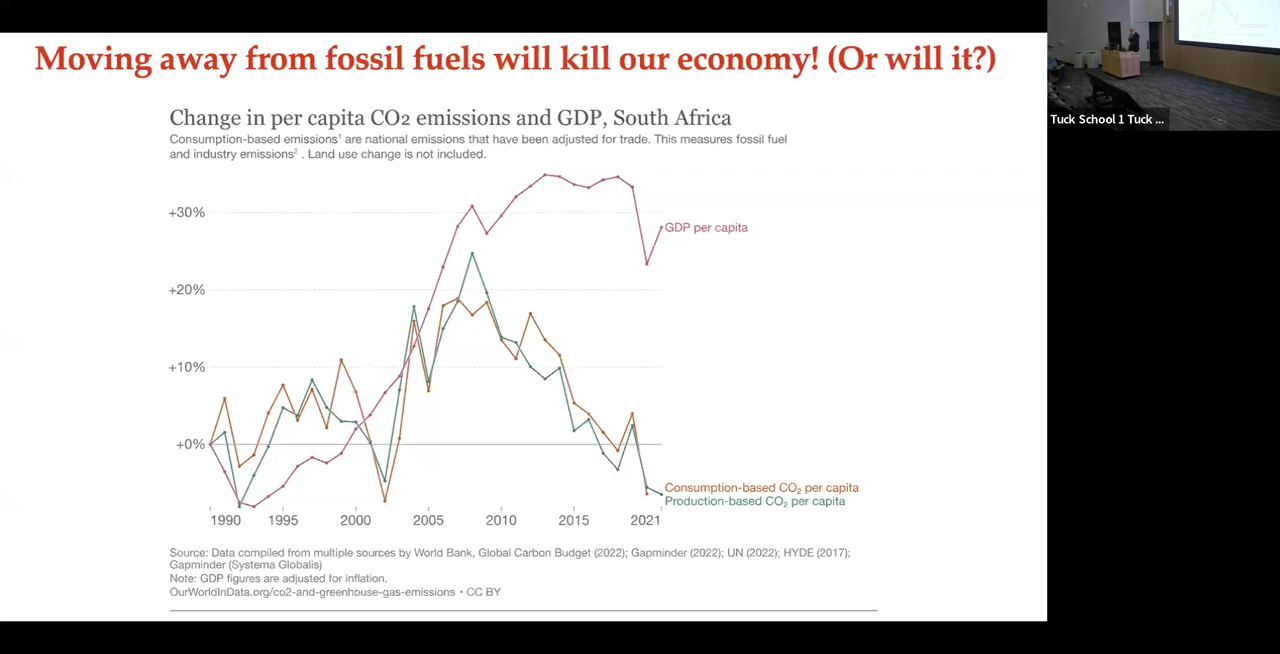 Moving away from fossil fuels will kill our economy! (Or will it?)
Tuck School 1 Tuck ...
Change in per capita CO2 emissions and GDP, South Africa
Consumption-based emissions¹ are national emissions that have been adjusted for trade. This measures fossil fuel
and industry emissions² . Land use change is not included.
+30%
GDP per capita
+20%
+10%
+0%
Consumption-based CO₂ per capita
Production-based CO₂ per capita
1990 1995 2000 2005 2010 2015 2021
Source: Data compiled from multiple sources by World Bank, Global Carbon Budget (2022); Gapminder (2022); UN (2022); HYDE (2017);
Gapminder (Systema Globalis)
Note: GDP figures are adjusted for inflation.
OurWorldInData.org/co2-and-greenhouse-gas-emissions • CC BY